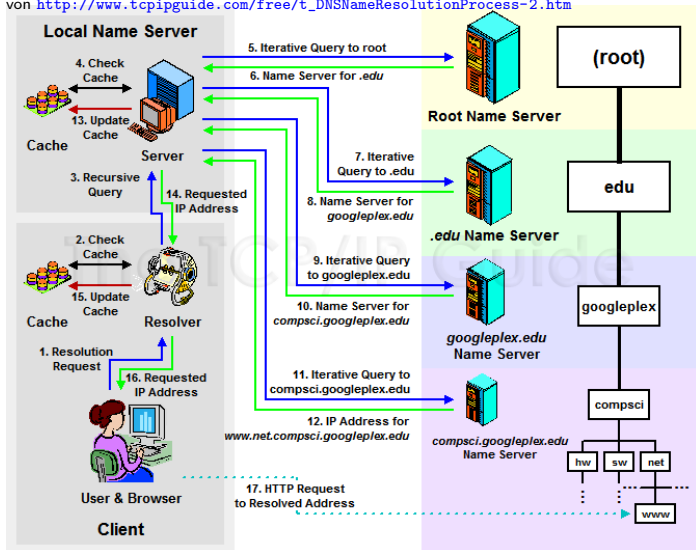 von http://www.tcpipguide.com/free/t_DNSNameResolutionProcess-2.htm
Local Name Server
4. Check
Cache
13. Update
Cache
Cache
Server
3. Recursive
Query
14. Requested
IP Address
2. Check
Cache
15. Update
Cache
Cache
Resolver
1. Resolution
Request
16. Requested
IP Address
User & Browser
Client
5. Iterative Query to root
6. Name Server for .edu
7. Iterative
Query to .edu
8. Name Server for
googleplex.edu
9. Iterative Query
to googleplex.edu
10. Name Server for
compsci.googleplex.edu
11. Iterative Query to
compsci.googleplex.edu
12. IP Address for
www.net.compsci.googleplex.edu
17. HTTP Request
to Resolved Address
Root Name Server
.edu Name Server
googleplex.edu
Name Server
compsci.googleplex.edu
Name Server
(root)
edu
googleplex
compsci
hw
sw
net
www
The TCP/IP Guide